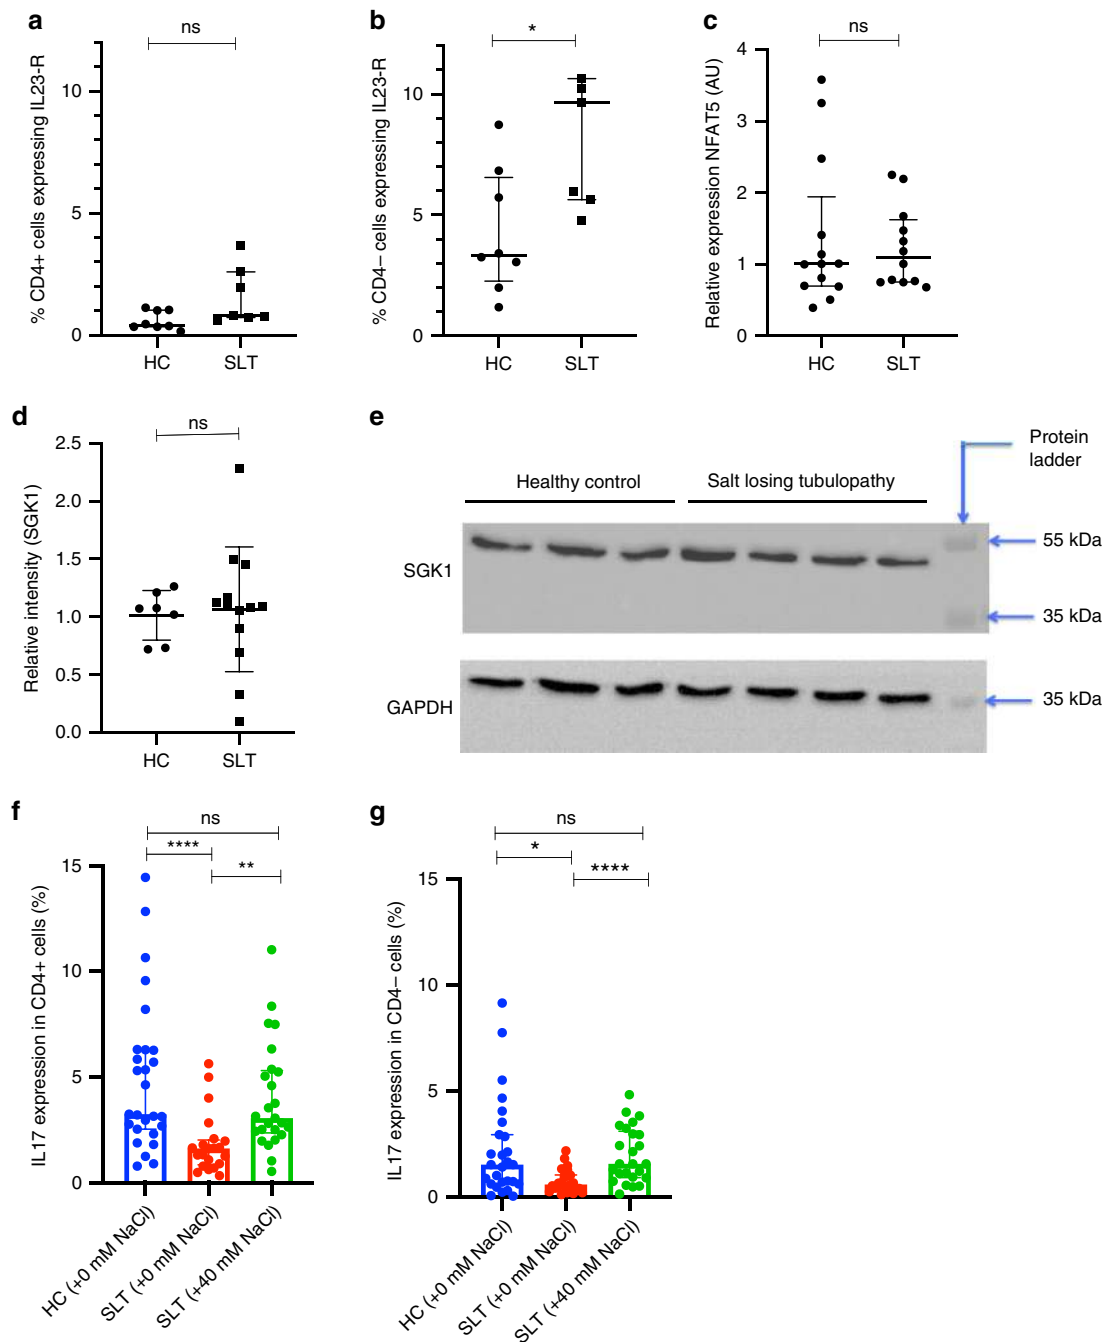 a
ns
% CD4+ cells expressing IL23-R
10
5
0
HC
SLT
b
*
% CD4– cells expressing IL23-R
10
5
0
HC
SLT
c
ns
Relative expression NFAT5 (AU)
4
3
2
1
0
HC
SLT
d
ns
Relative intensity (SGK1)
2.5
2.0
1.5
1.0
0.5
0.0
HC
SLT
e
Protein
ladder
Healthy control
Salt losing tubulopathy
SGK1
55 kDa
35 kDa
GAPDH
35 kDa
f
ns
****
**
IL17 expression in CD4+ cells (%)
15
10
5
0
HC (+0 mM NaCl)
SLT (+0 mM NaCl)
SLT (+40 mM NaCl)
g
ns
*
****
IL17 expression in CD4– cells (%)
15
10
5
0
HC (+0 mM NaCl)
SLT (+0 mM NaCl)
SLT (+40 mM NaCl)